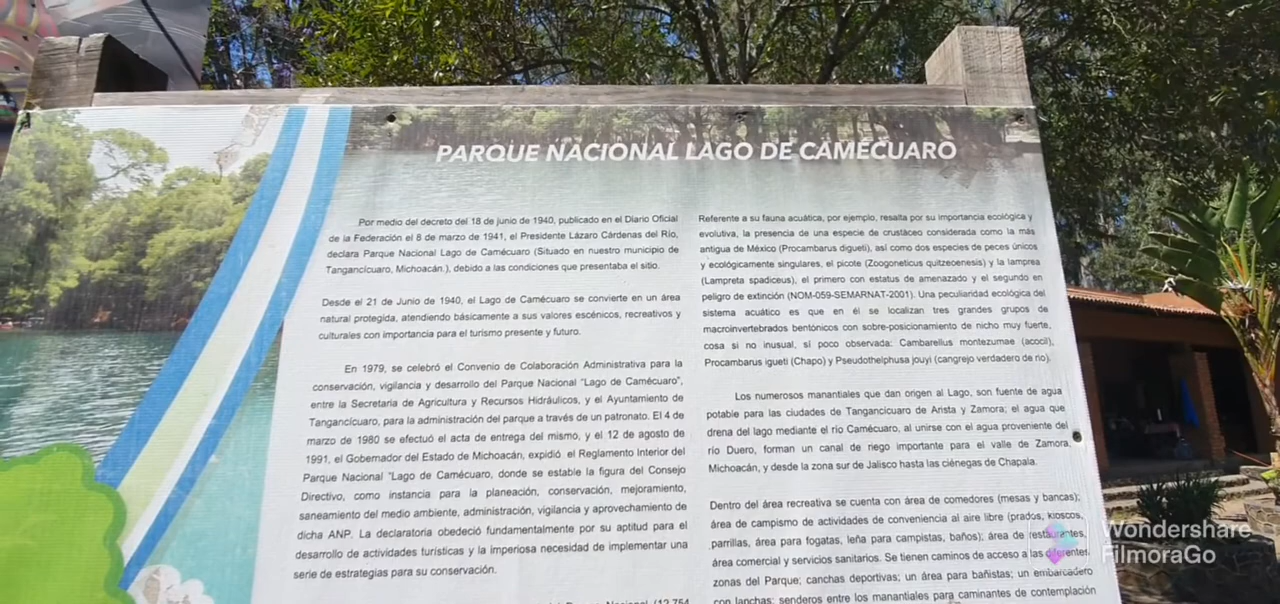 PARQUE NACIONAL LAGO DE CAMÉCUARO
Por medio del decreto del 18 de junio de 1940, publicado en el Diario Oficial
de la Federación el 8 de marzo de 1941, el Presidente Lázaro Cárdenas del Río,
declara Parque Nacional Lago de Camécuaro (Situado en nuestro municipio de
Tangancícuaro, Michoacán.), debido a las condiciones que presentaba el sitio.
Desde el 21 de Junio de 1940, el Lago de Camécuaro se convierte en un área
natural protegida, atendiendo básicamente a sus valores escénicos, recreativos y
culturales con importancia para el turismo presente y futuro.
En 1979, se celebró el Convenio de Colaboración Administrativa para la
conservación, vigilancia y desarrollo del Parque Nacional "Lago de Camécuaro",
entre la Secretaria de Agricultura y Recursos Hidráulicos, y el Ayuntamiento de
Tangancícuaro, para la administración del parque a través de un patronato. El 4 de
marzo de 1980 se efectuó el acta de entrega del mismo, y el 12 de agosto de
1991, el Gobernador del Estado de Michoacán, expidió el Reglamento Interior del
Parque Nacional "Lago de Camécuaro, donde se estable la figura del Consejo
Directivo, como instancia para la planeación, conservación, mejoramiento,
saneamiento del medio ambiente, administración, vigilancia y aprovechamiento de
dicha ANP. La declaratoria obedeció fundamentalmente por su aptitud para el
desarrollo de actividades turísticas y la imperiosa necesidad de implementar una
serie de estrategias para su conservación.
Nacional (12.754
Referente a su fauna acuática, por ejemplo, resalta por su importancia ecológica y
evolutiva, la presencia de una especie de crustáceo considerada como la más
antigua de México (Procambarus digueti), así como dos especies de peces únicos
y ecológicamente singulares, el picote (Zoogoneticus quitzeoenesis) y la lamprea
(Lampreta spadiceus), el primero con estatus de amenazado y el segundo en
peligro de extinción (NOM-059-SEMARNAT-2001). Una peculiaridad ecológica del
sistema acuático es que en él se localizan tres grandes grupos de
macroinvertebrados bentónicos con sobre-posicionamiento de nicho muy fuerte,
cosa si no inusual, si poco observada: Cambarellus montezumae (acocil),
Procambarus igueti (Chapo) y Pseudothelphusa jouyi (cangrejo verdadero de rio).
Los numerosos manantiales que dan origen al Lago, son fuente de agua
potable para las ciudades de Tangancicuaro de Arista y Zamora; el agua que
drena del lago mediante el río Camécuaro, al unirse con el agua proveniente del
río Duero, forman un canal de riego importante para el valle de Zamora,
Michoacán, y desde la zona sur de Jalisco hasta las ciénegas de Chapala.
Dentro del área recreativa se cuenta con área de comedores (mesas y bancas);
área de campismo de actividades de conveniencia al aire libre (prados, kioscos,
parrillas, área para fogatas, leña para campistas, baños); área de restaurantes,
área comercial y servicios sanitarios. Se tienen caminos de acceso a las diferentes
zonas del Parque; canchas deportivas; un área para bañistas; un embarcadero
con lanchas; senderos entre los manantiales para caminantes de contemplación
Wondershare
FilmoraGo